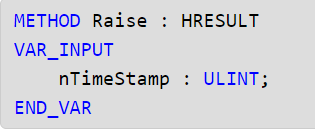 METHOD Raise : HRESULT
VAR_INPUT
    nTimeStamp : ULINT;
END_VAR